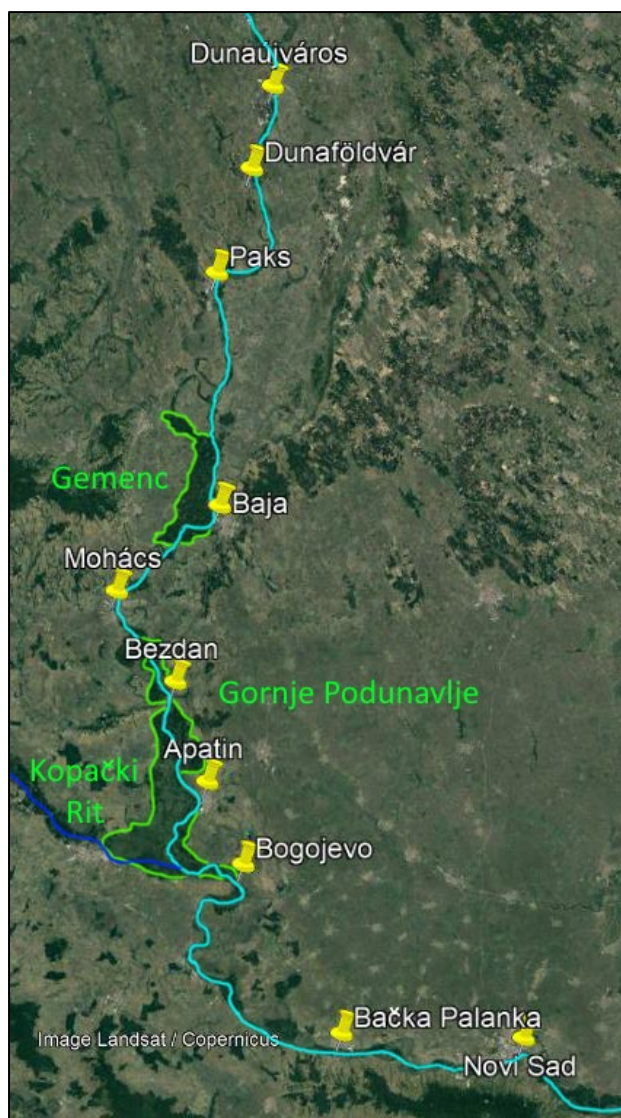 Dunaújváros
Dunaföldvár
Paks
Gemenc
Baja
Mohács
Bezdan
Gornje Podunavlje
Apatin
Kopački
Rit
Bogojevo
Bačka Palanka
Image Landsat / Copernicus
Novi Sad